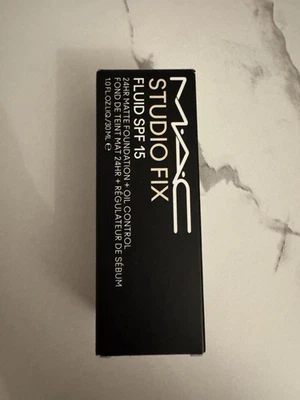 M·A·C
STUDIO FIX
FLUID SPF 15
24HR MATTE FOUNDATION + OIL CONTROL
FOND DE TEINT MAT 24HR + RÉGULATEUR DE SÉBUM
1.0 FL.OZ.LIQ./30 ML ℮